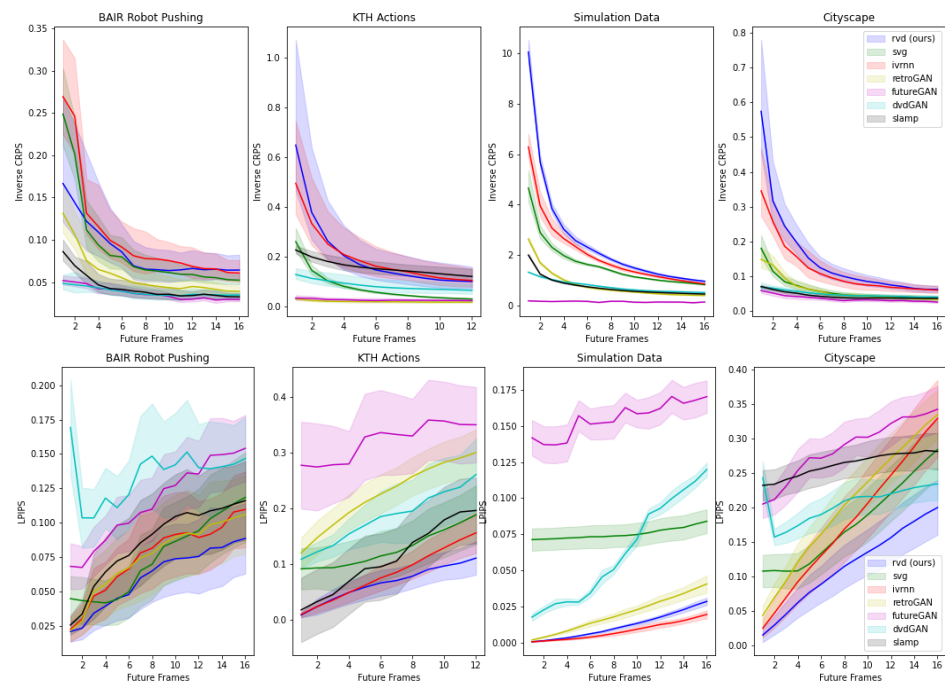 BAIR Robot Pushing
KTH Actions
Simulation Data
Cityscape
Inverse CRPS
0.35
0.30
0.25
0.20
0.15
0.10
0.05
2 4 6 8 10 12 14 16
Future Frames
Inverse CRPS
1.0
0.8
0.6
0.4
0.2
0.0
2 4 6 8 10 12
Future Frames
Inverse CRPS
10
8
6
4
2
0
2 4 6 8 10 12 14 16
Future Frames
Inverse CRPS
0.8
0.7
0.6
0.5
0.4
0.3
0.2
0.1
0.0
2 4 6 8 10 12 14 16
Future Frames
rvd (ours)
svg
ivrnn
retroGAN
futureGAN
dvdGAN
slamp
BAIR Robot Pushing
KTH Actions
Simulation Data
Cityscape
LPIPS
0.200
0.175
0.150
0.125
0.100
0.075
0.050
0.025
2 4 6 8 10 12 14 16
Future Frames
LPIPS
0.4
0.3
0.2
0.1
0.0
2 4 6 8 10 12
Future Frames
LPIPS
0.175
0.150
0.125
0.100
0.075
0.050
0.025
0.000
2 4 6 8 10 12 14 16
Future Frames
LPIPS
0.40
0.35
0.30
0.25
0.20
0.15
0.10
0.05
0.00
2 4 6 8 10 12 14 16
Future Frames
rvd (ours)
svg
ivrnn
retroGAN
futureGAN
dvdGAN
slamp